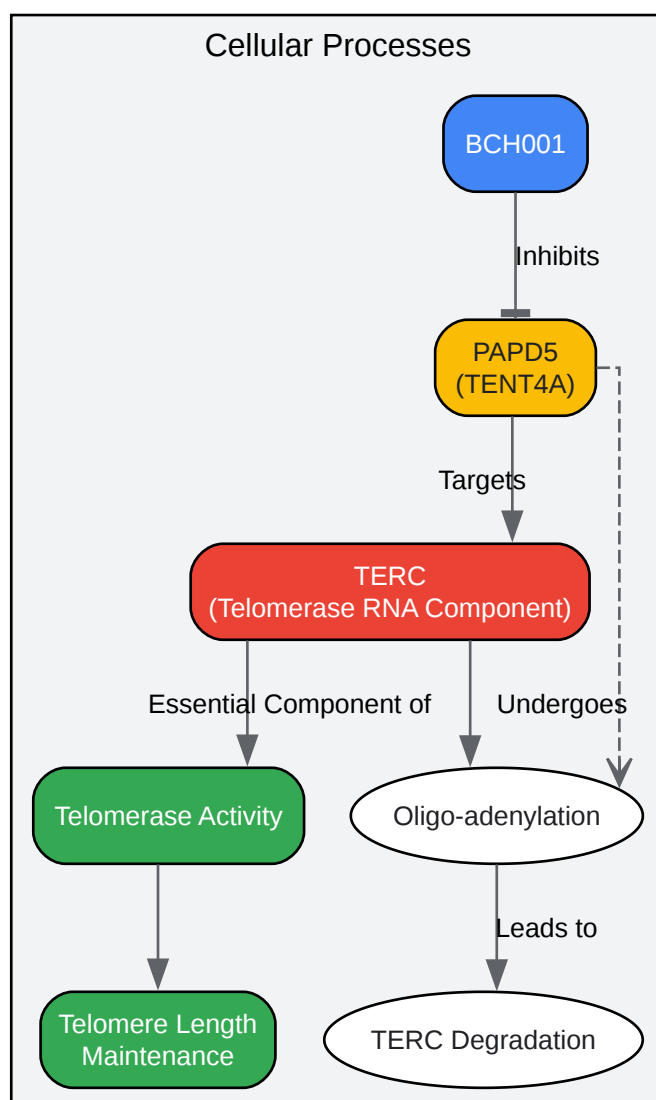 Cellular Processes
BCH001
Inhibits
PAPD5
(TENT4A)
Targets
TERC
(Telomerase RNA Component)
Essential Component of
Undergoes
Telomerase Activity
Oligo-adenylation
Leads to
Telomere Length
Maintenance
TERC Degradation